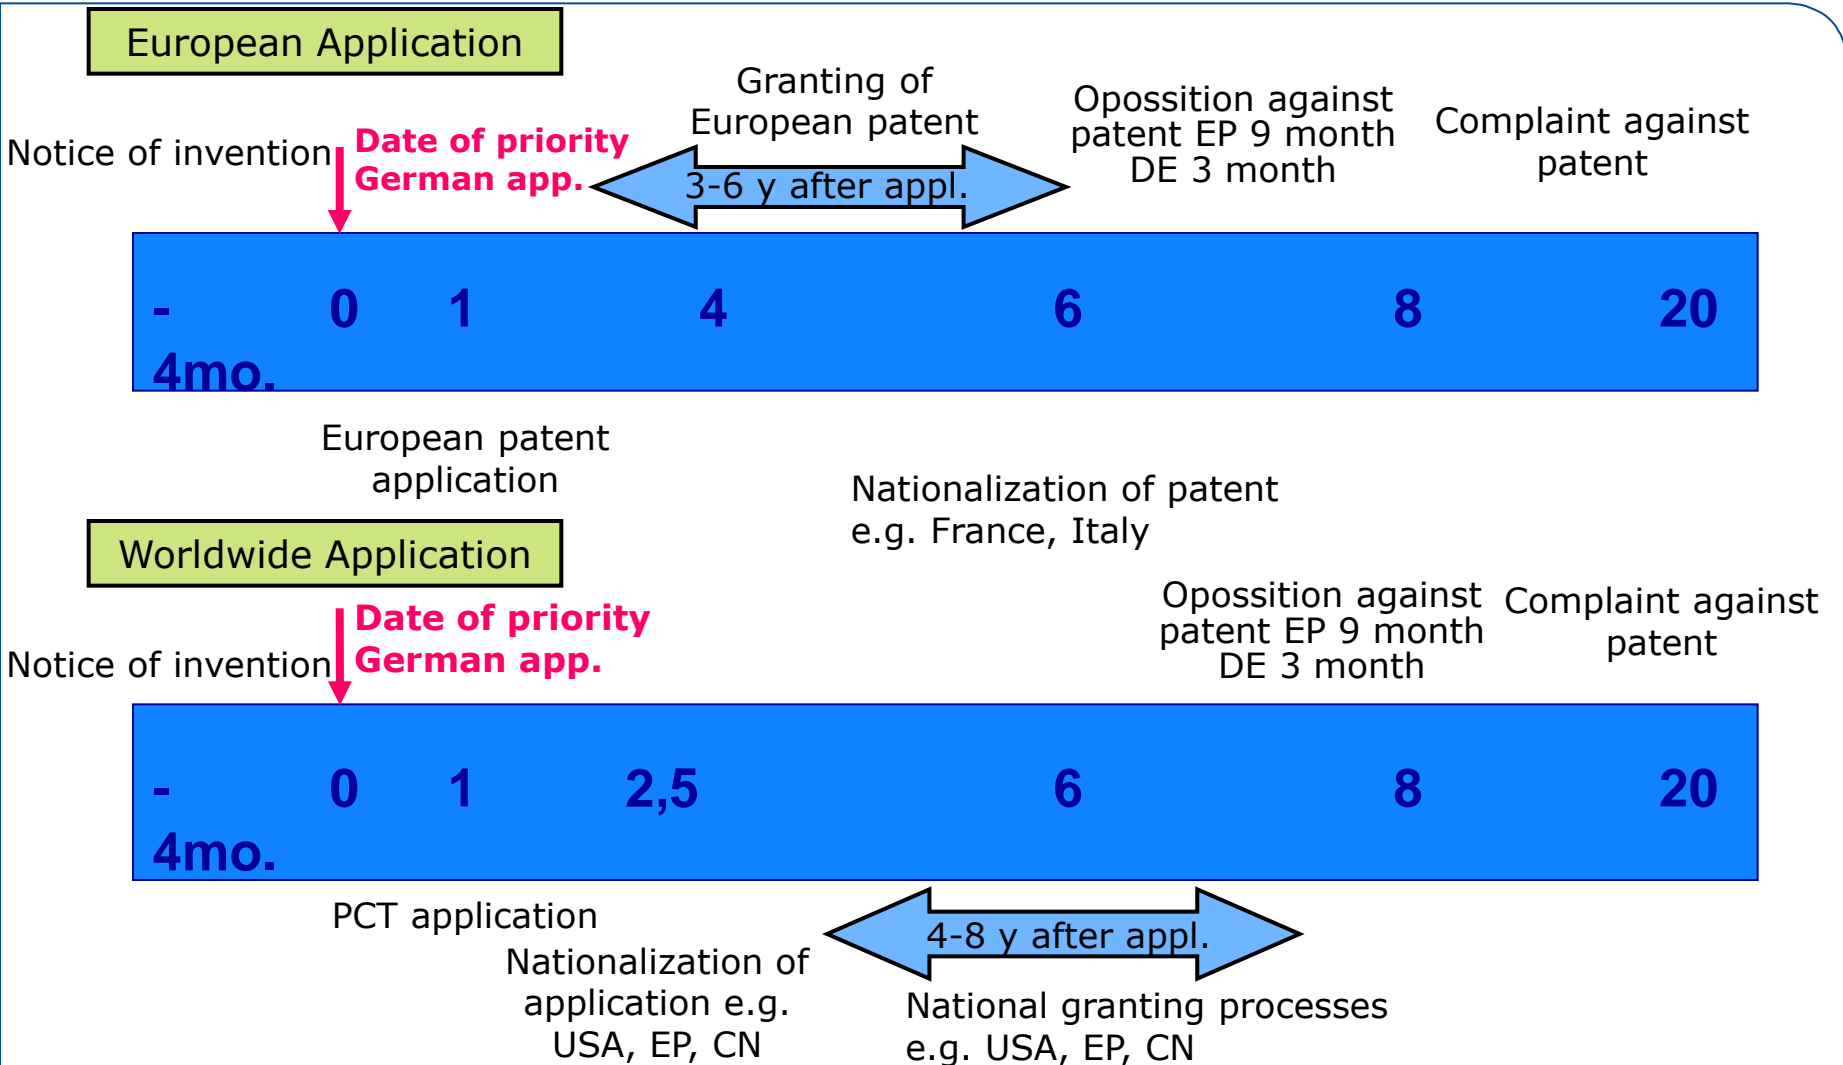 European Application
Granting of
European patent
Opossition against
patent EP 9 month
DE 3 month
Complaint against
patent
Notice of invention
Date of priority
German app.
3-6 y after appl.
- 0 1 4 6 8 20
4mo.
European patent
application
Nationalization of patent
e.g. France, Italy
Worldwide Application
Opossition against
patent EP 9 month
DE 3 month
Complaint against
patent
Date of priority
German app.
Notice of invention
- 0 1 2,5 6 8 20
4mo.
PCT application
4-8 y after appl.
Nationalization of
application e.g.
USA, EP, CN
National granting processes
e.g. USA, EP, CN